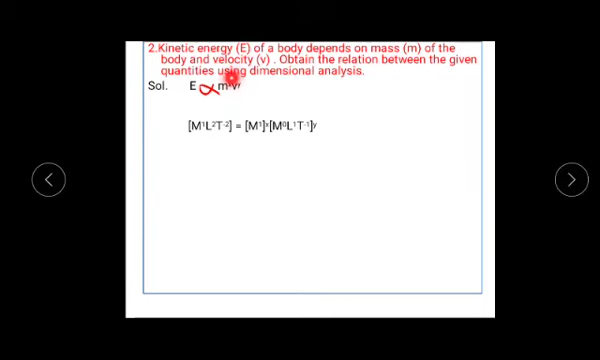 2.Kinetic energy (E) of a body depends on mass (m) of the
body and velocity (v) . Obtain the relation between the given
quantities using dimensional analysis.
Sol. E α mˣvʸ
[M¹L²T⁻²] = [M¹]ˣ[M⁰L¹T⁻¹]ʸ